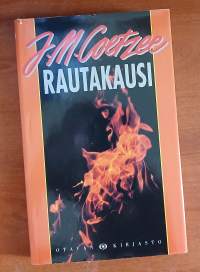 J.M. Coetzee
RAUTAKAUSI
OTAVAN KIRJASTO